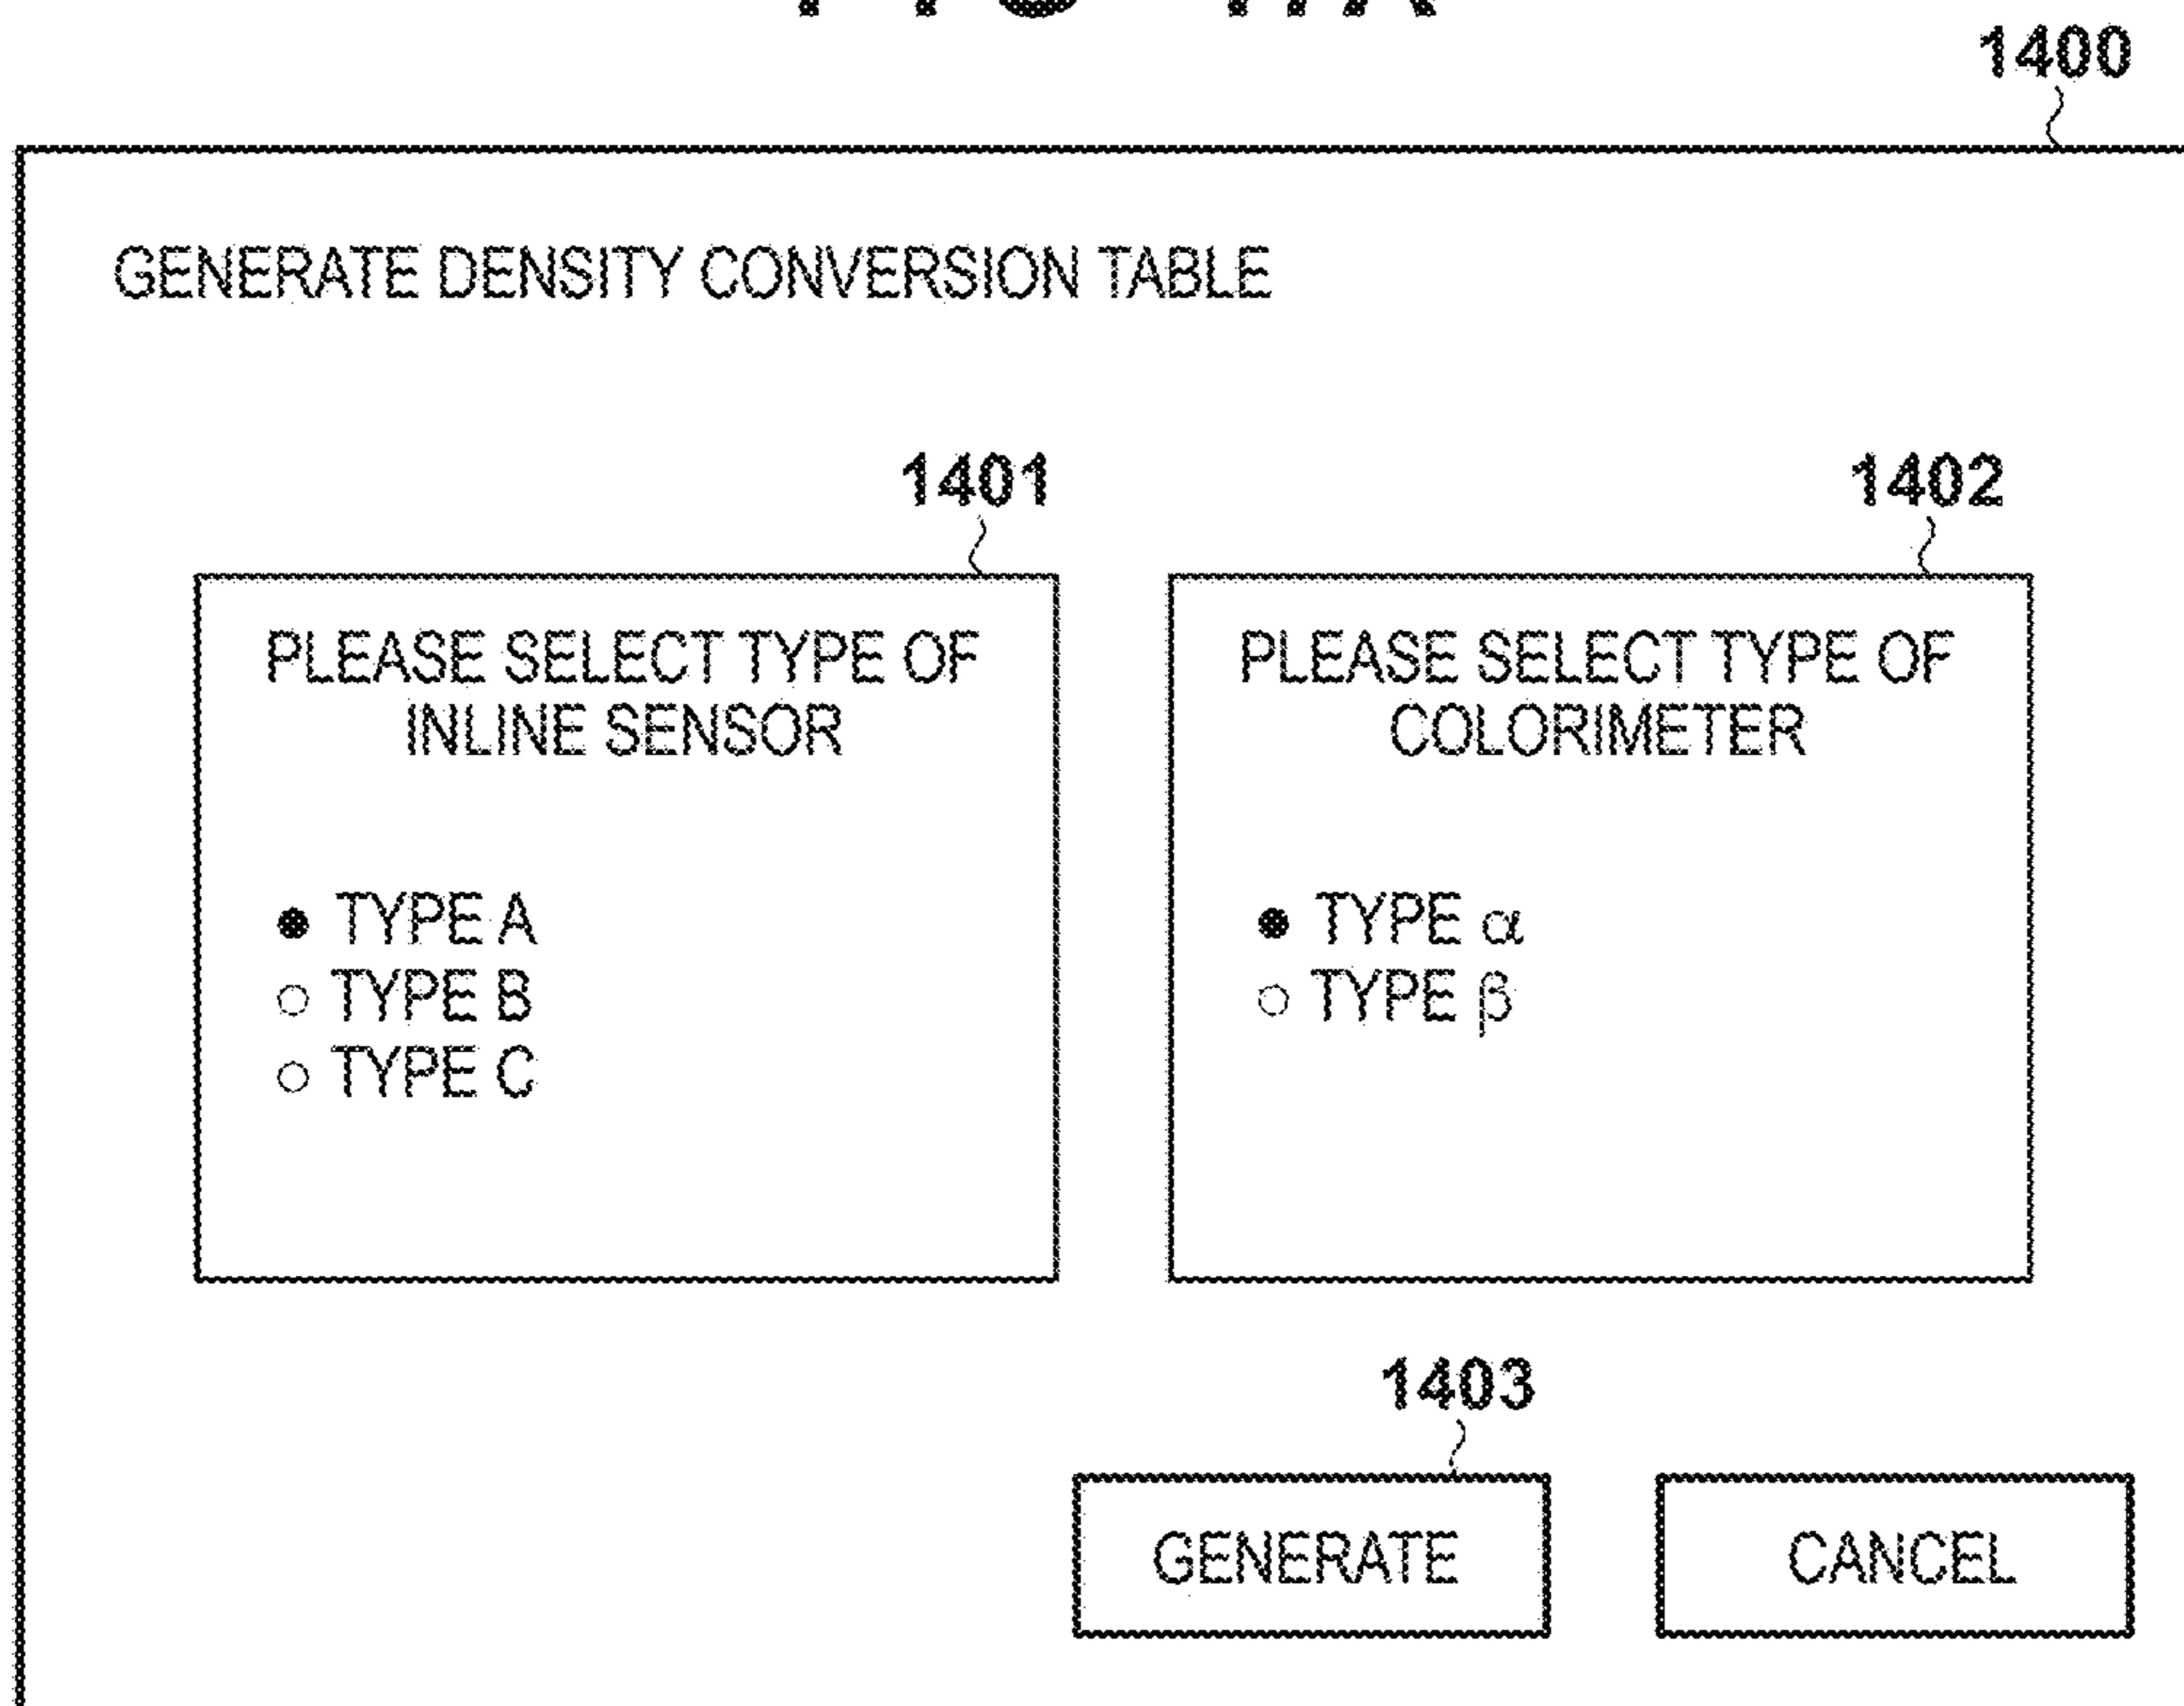 1400
GENERATE DENSITY CONVERSION TABLE
1401
1402
PLEASE SELECT TYPE OF
INLINE SENSOR
PLEASE SELECT TYPE OF
COLORIMETER
TYPE A
TYPE B
TYPE C
TYPE α
TYPE β
1403
GENERATE
CANCEL